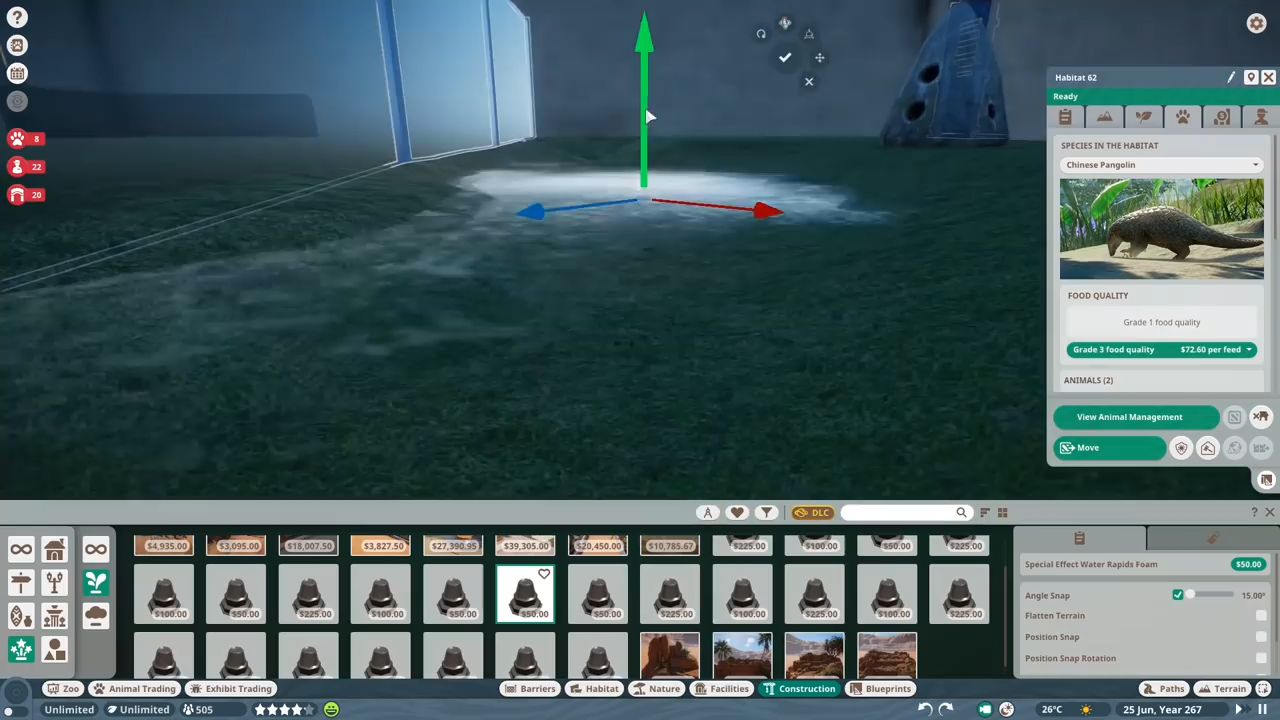 8
22
20
Habitat 62
Ready
SPECIES IN THE HABITAT
Chinese Pangolin
FOOD QUALITY
Grade 1 food quality
Grade 3 food quality $72.60 per feed
ANIMALS (2)
View Animal Management
Move
DLC
$4,935.00 $3,095.00 $18,007.50 $3,827.50 $27,390.95 $39,305.00 $20,450.00 $10,785.67 $225.00 $100.00 $50.00 $225.00
$100.00 $50.00 $225.00 $100.00 $50.00 $50.00 $50.00 $225.00 $100.00 $50.00 $100.00 $225.00
Special Effect Water Rapids Foam $50.00
Angle Snap 15.00°
Flatten Terrain
Position Snap
Position Snap Rotation
Zoo Animal Trading Exhibit Trading Barriers Habitat Nature Facilities Construction Blueprints Paths Terrain
Unlimited Unlimited 505 26°C 25 Jun, Year 267